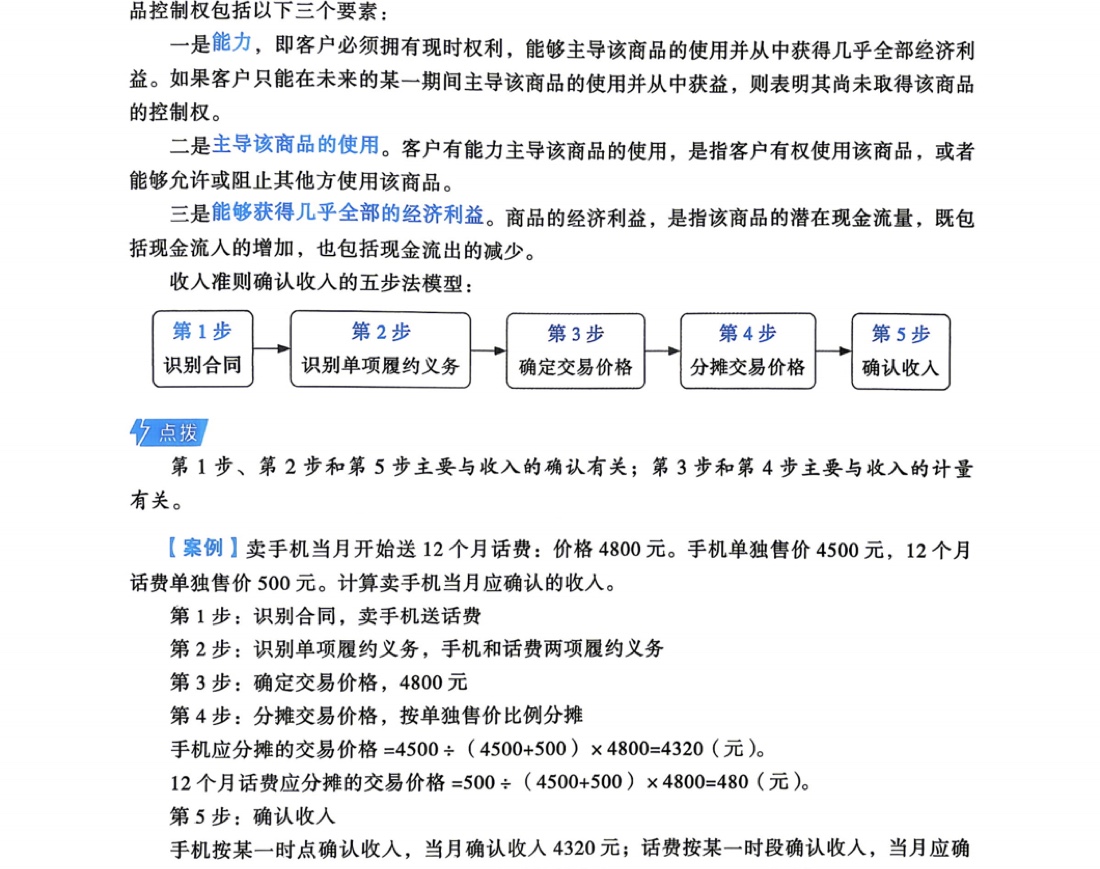 品控制权包括以下三个要素：
一是能力，即客户必须拥有现时权利，能够主导该商品的使用并从中获得几乎全部经济利
益。如果客户只能在未来的某一期间主导该商品的使用并从中获益，则表明其尚未取得该商品
的控制权。
二是主导该商品的使用。客户有能力主导该商品的使用，是指客户有权使用该商品，或者
能够允许或阻止其他方使用该商品。
三是能够获得几乎全部的经济利益。商品的经济利益，是指该商品的潜在现金流量，既包
括现金流入的增加，也包括现金流出的减少。
收入准则确认收入的五步法模型：
第 1 步
识别合同
第 2 步
识别单项履约义务
第 3 步
确定交易价格
第 4 步
分摊交易价格
第 5 步
确认收入
点拨
第 1 步、第 2 步和第 5 步主要与收入的确认有关；第 3 步和第 4 步主要与收入的计量
有关。
【案例】卖手机当月开始送 12 个月话费：价格 4800 元。手机单独售价 4500 元，12 个月
话费单独售价 500 元。计算卖手机当月应确认的收入。
第 1 步：识别合同，卖手机送话费
第 2 步：识别单项履约义务，手机和话费两项履约义务
第 3 步：确定交易价格，4800 元
第 4 步：分摊交易价格，按单独售价比例分摊
手机应分摊的交易价格 =4500 ÷（4500+500）× 4800=4320（元）。
12 个月话费应分摊的交易价格 =500 ÷（4500+500）× 4800=480（元）。
第 5 步：确认收入
手机按某一时点确认收入，当月确认收入 4320 元；话费按某一时段确认收入，当月应确